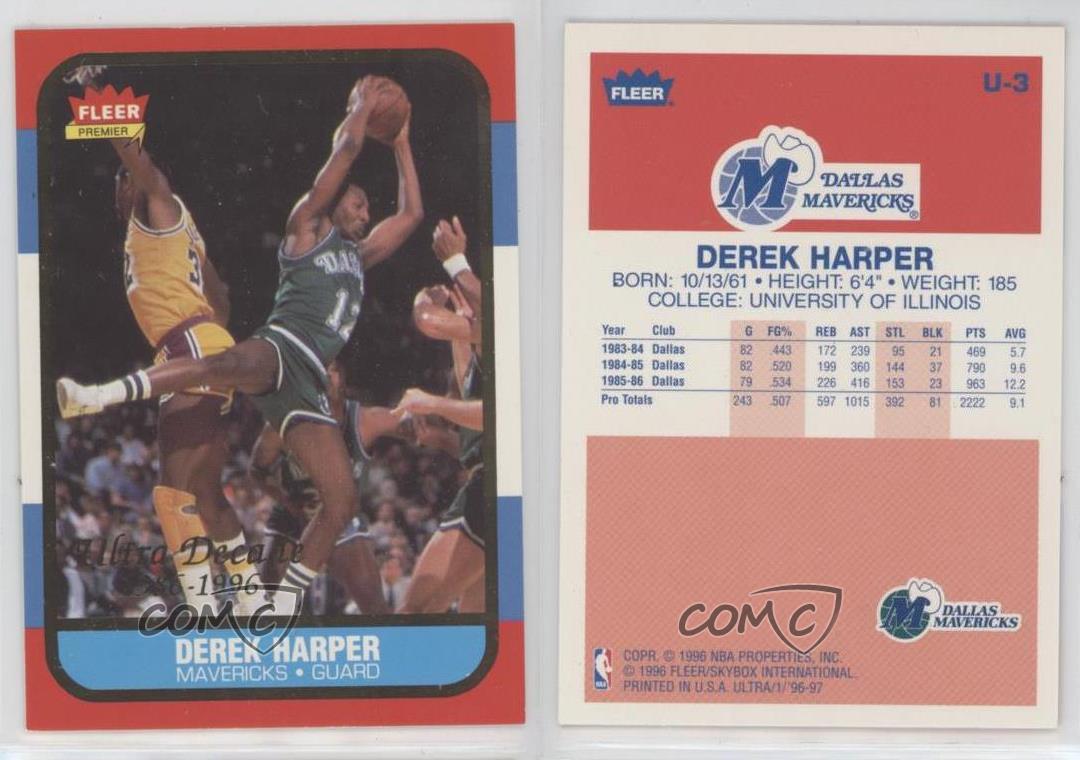 FLEER
PREMIER
DALLAS
12
Ultra Decade
1986-1996
COMC
DEREK HARPER
MAVERICKS • GUARD
FLEER®
U-3
M DALLAS
MAVERICKS®
DEREK HARPER
BORN: 10/13/61 • HEIGHT: 6'4" • WEIGHT: 185
COLLEGE: UNIVERSITY OF ILLINOIS
Year Club G FG% REB AST STL BLK PTS AVG
1983-84 Dallas 82 .443 172 239 95 21 469 5.7
1984-85 Dallas 82 .520 199 360 144 37 790 9.6
1985-86 Dallas 79 .534 226 416 153 23 963 12.2
Pro Totals 243 .507 597 1015 392 81 2222 9.1
M DALLAS
MAVERICKS
COMC
NBA
COPR. © 1996 NBA PROPERTIES, INC.
© 1996 FLEER/SKYBOX INTERNATIONAL.
PRINTED IN U.S.A. ULTRA/1/'96-97